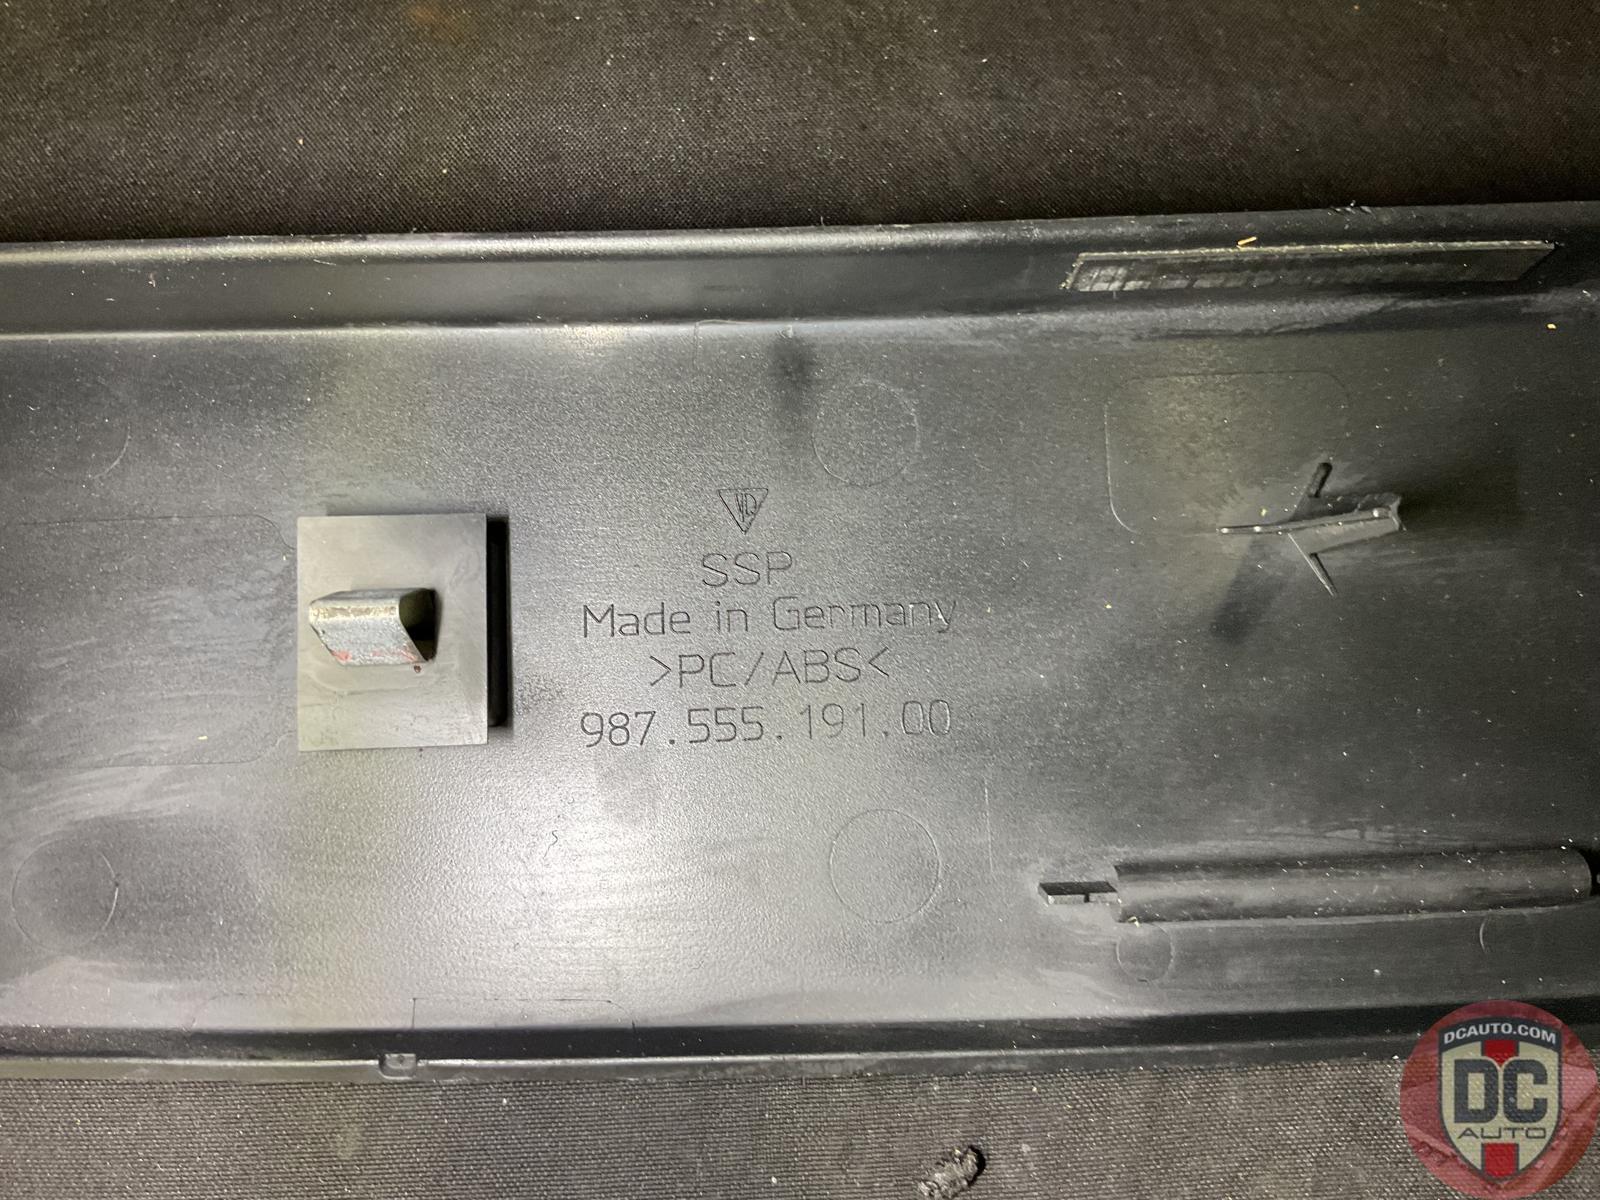 SSP
Made in Germany
>PC/ABS<
987.555.191.00
DCAUTO.COM
DC
AUTO